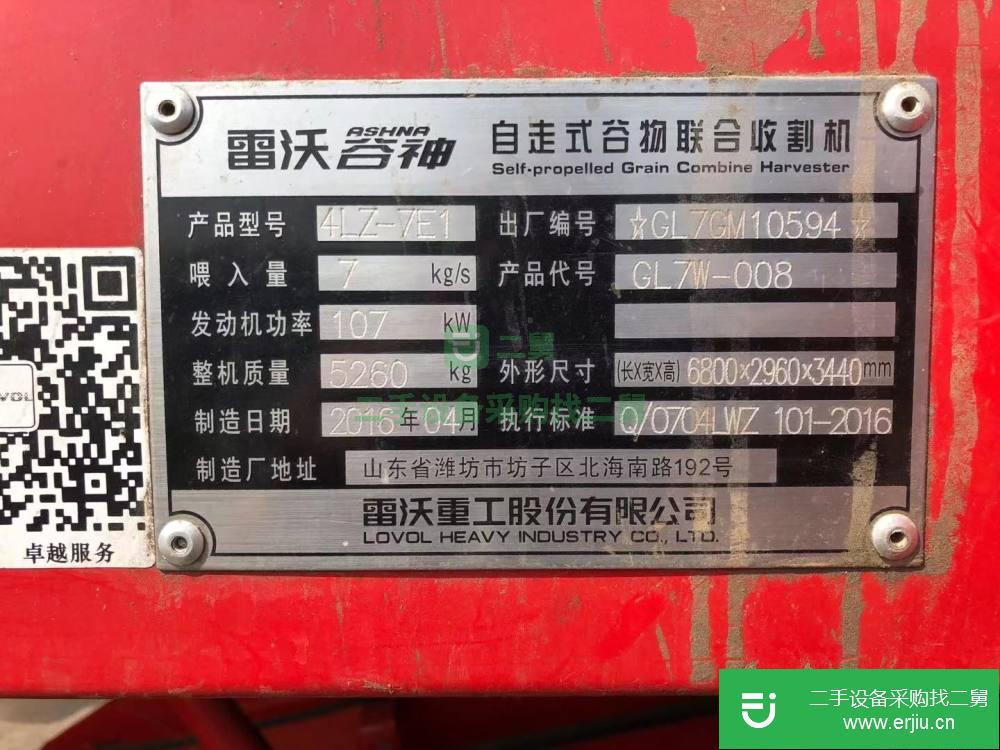 雷沃 ASHNA 谷神 自走式谷物联合收割机
Self-propelled Grain Combine Harvester
产品型号 4LZ-7E1 出厂编号 ☆GL7GM10594☆
喂入量 7 kg/s 产品代号 GL7W-008
发动机功率 107 kW
整机质量 5260 kg 外形尺寸 (长X宽X高) 6800×2960×3440mm
制造日期 2016年04月 执行标准 Q/0704LWZ 101-2016
制造厂地址 山东省潍坊市坊子区北海南路192号
雷沃重工股份有限公司
LOVOL HEAVY INDUSTRY CO., LTD.
VOL
卓越服务
二舅
二手设备采购找二舅
二手设备采购找二舅
www.erjiu.cn